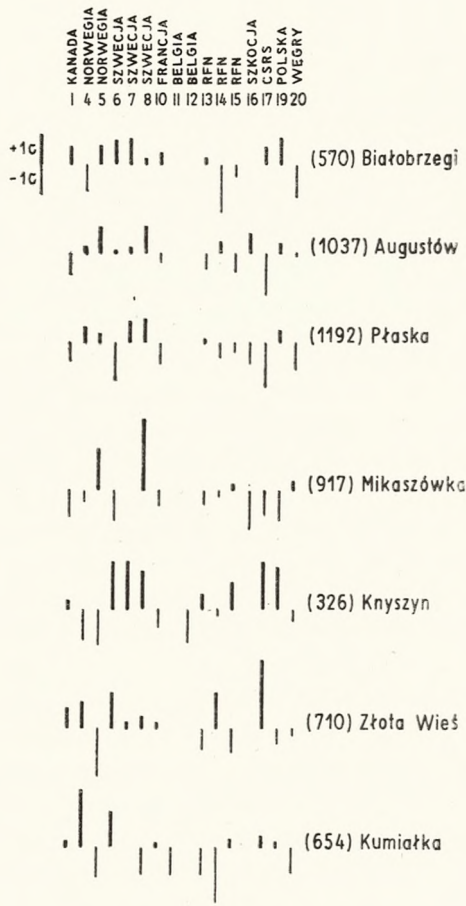 KANADA
NORWEGIA
NORWEGIA
SZWECJA
SZWECJA
SZWECJA
FRANCJA
BELGIA
BELGIA
RFN
RFN
RFN
SZKOCJA
CSRS
POLSKA
WĘGRY
1 4 5 6 7 8 10 11 12 13 14 15 16 17 19 20
+1σ
-1σ
(570) Białobrzegi
(1037) Augustów
(1192) Płaska
(917) Mikaszówka
(326) Knyszyn
(710) Złota Wieś
(654) Kumiałka